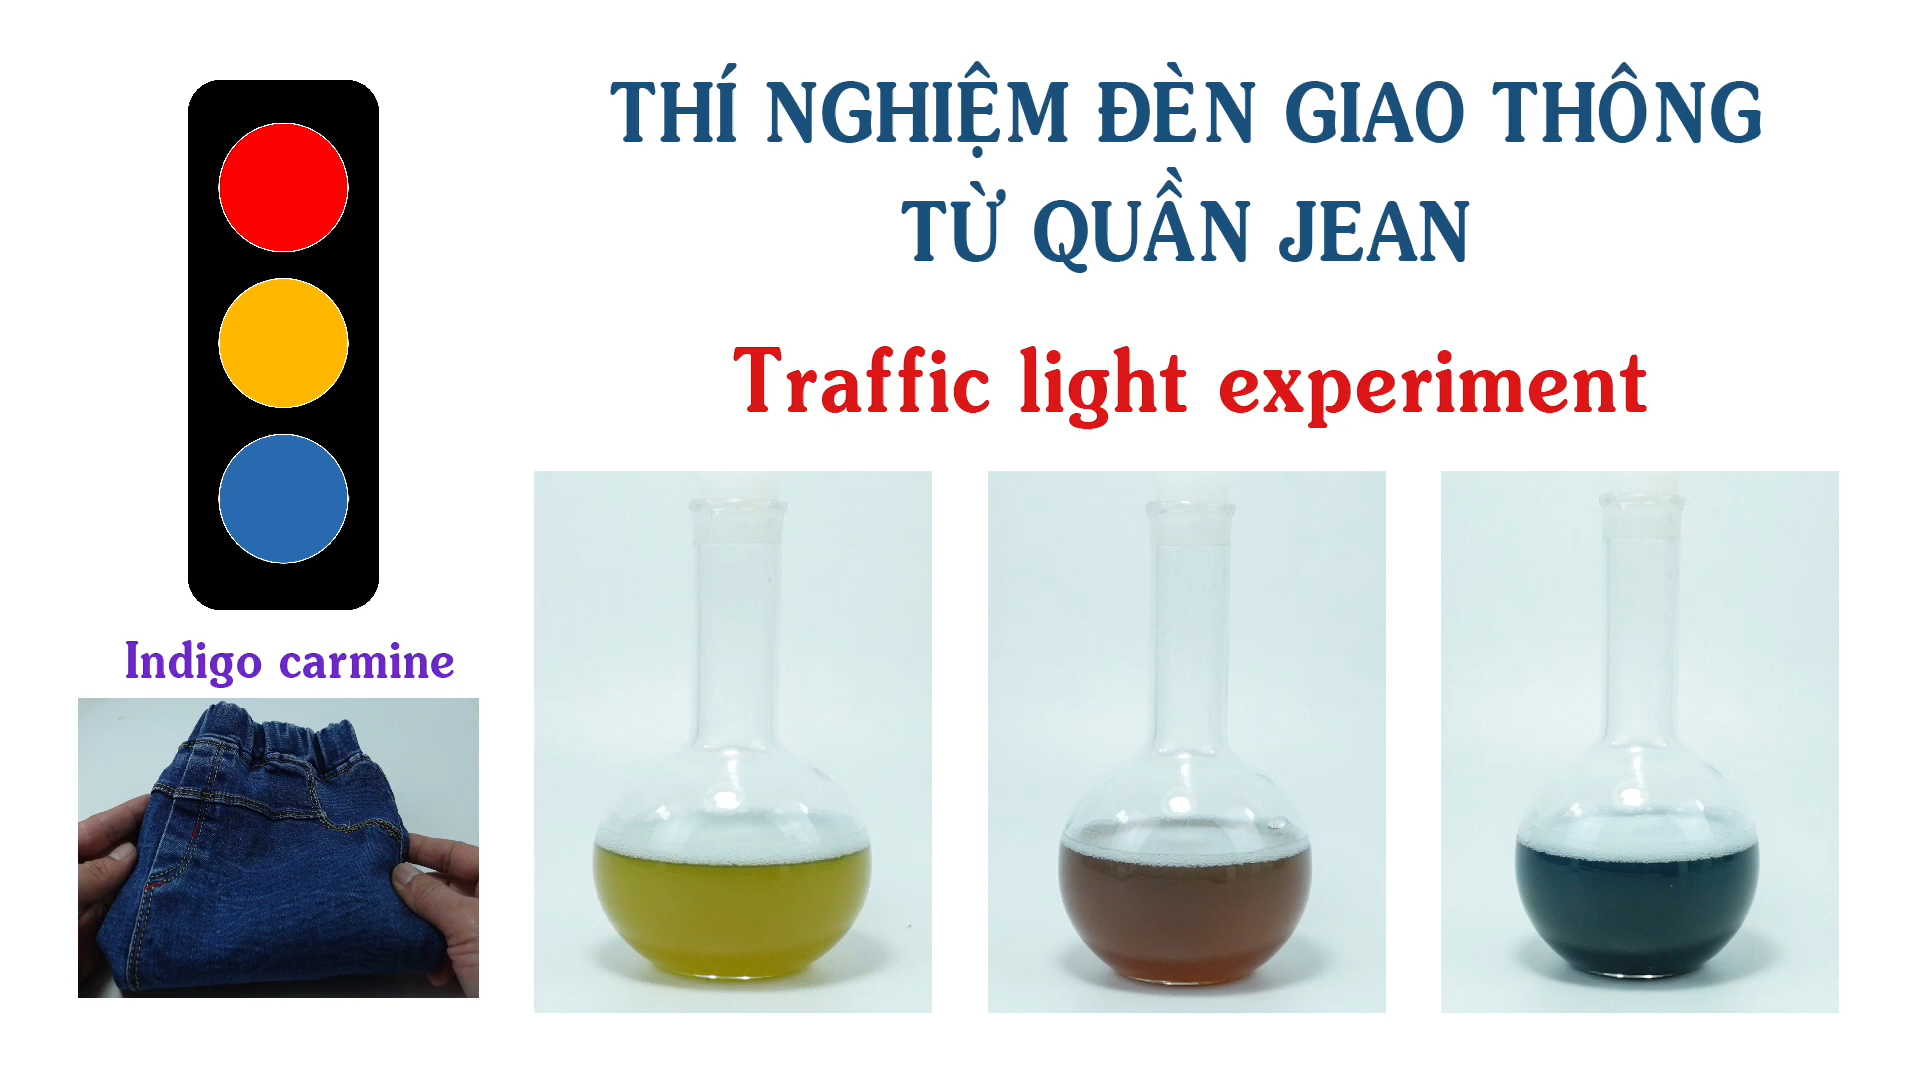 THÍ NGHIỆM ĐÈN GIAO THÔNG
TỪ QUẦN JEAN
Traffic light experiment
Indigo carmine